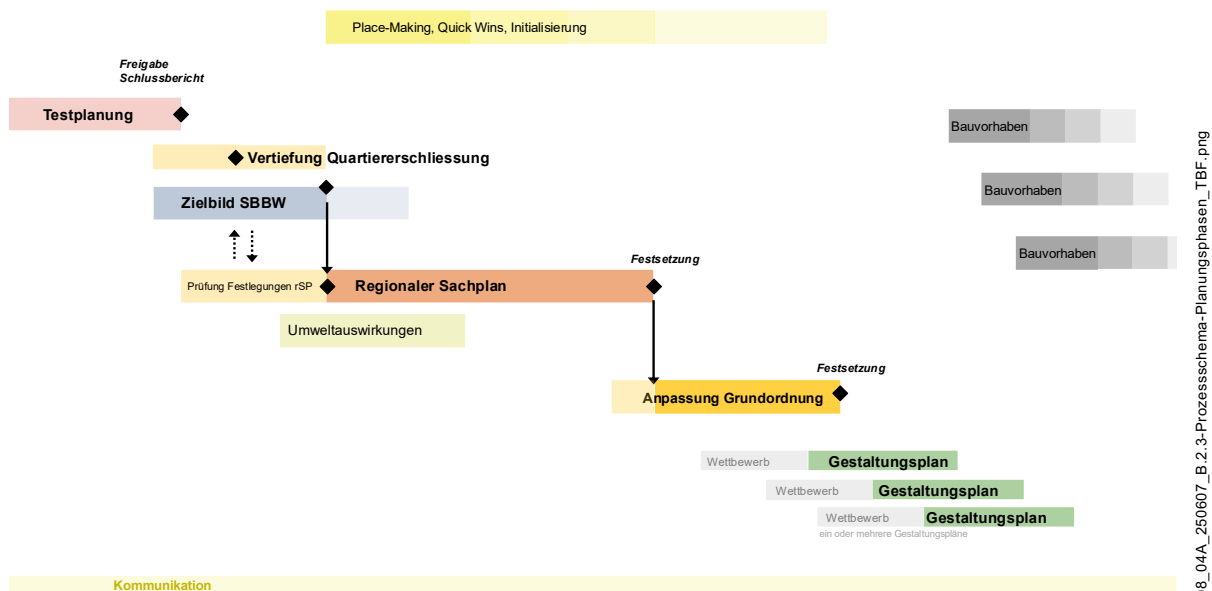 Place-Making, Quick Wins, Initialisierung
Freigabe
Schlussbericht
Testplanung
Bauvorhaben
Vertiefung Quartiererschliessung
Zielbild SBBW
Bauvorhaben
Bauvorhaben
Festsetzung
Prüfung Festlegungen rSP
Regionaler Sachplan
Umweltauswirkungen
Festsetzung
Anpassung Grundordnung
Wettbewerb
Gestaltungsplan
Wettbewerb
Gestaltungsplan
Wettbewerb
Gestaltungsplan
ein oder mehrere Gestaltungspläne
Kommunikation
8_04A_250607_B.2.3-Prozessschema-Planungsphasen_TBF.png